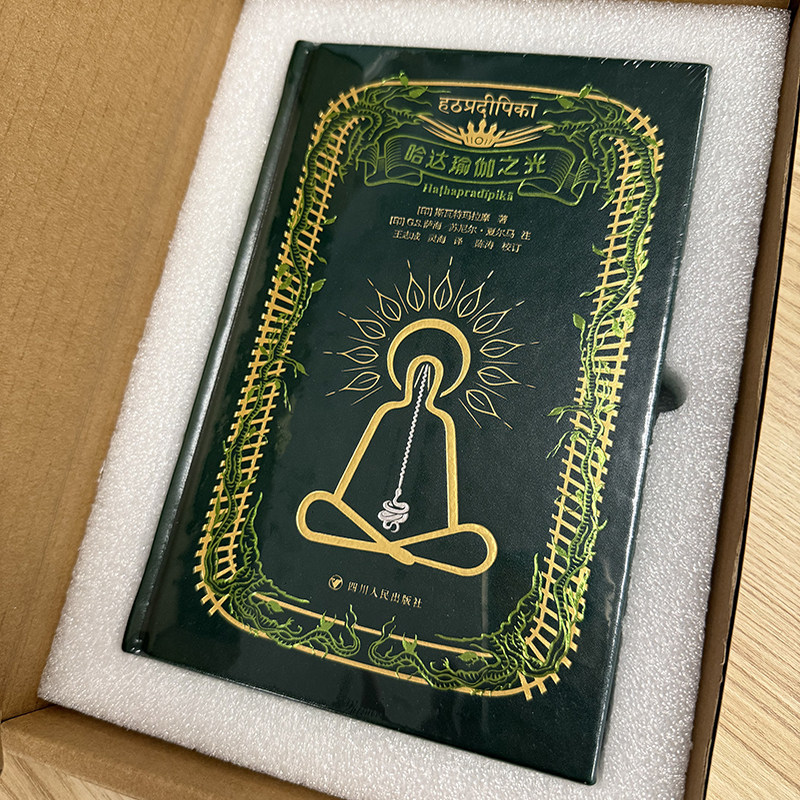 हठप्रदीपिका
哈达瑜伽之光
Haṭhapradīpikā
[印] 斯瓦特玛拉摩 著
[印] G.S.萨海 苏尼尔·夏尔马 注
王志成 灵海 译 陈涛 校订
四川人民出版社